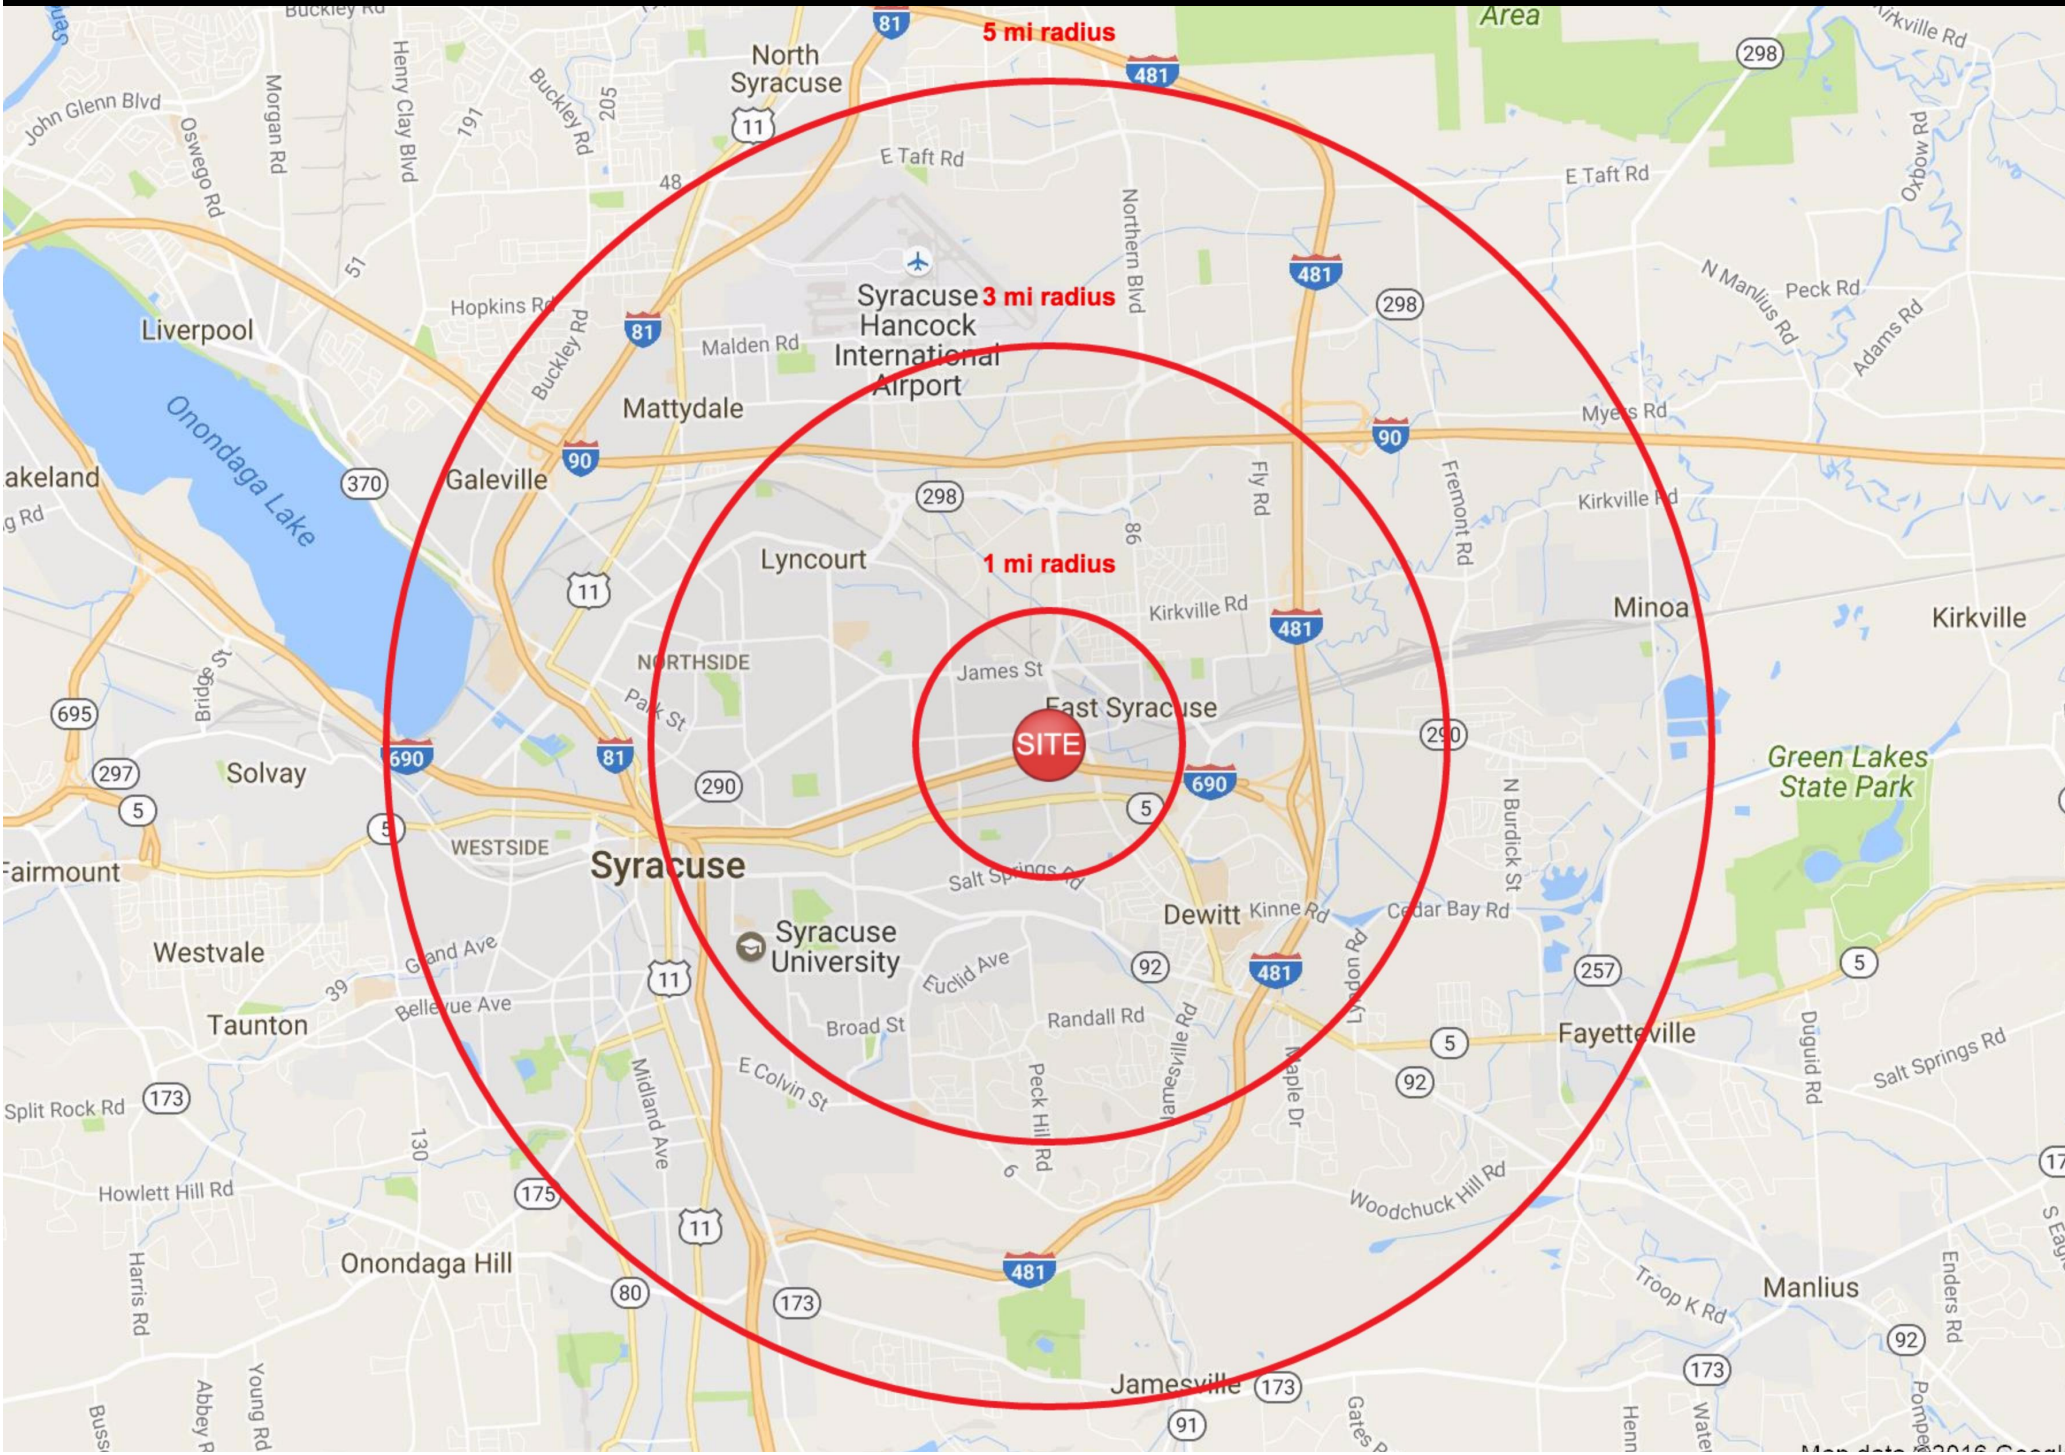 Buckley Rd
81
5 mi radius
Area
Kirkville Rd
North
Syracuse
481
298
John Glenn Blvd
Morgan Rd
Henry Clay Blvd
Buckley Rd
205
191
11
Oswego Rd
E Taft Rd
48
E Taft Rd
Oxbow Rd
Northern Blvd
51
Hopkins Rd
81
Syracuse
Hancock
International
Airport
3 mi radius
481
298
N Manlius Rd
Peck Rd
Adams Rd
Liverpool
Malden Rd
Buckley Rd
Mattydale
Myers Rd
Onondaga Lake
90
90
akeland
370
Galeville
298
Fly Rd
Fremont Rd
Kirkville Rd
g Rd
86
Lyncourt
1 mi radius
11
Kirkville Rd
481
Minoa
Kirkville
NORTHSIDE
James St
Bridge St
Park St
695
East Syracuse
SITE
290
690
81
290
690
Green Lakes
State Park
297
Solvay
5
5
5
N Burdick St
WESTSIDE
Syracuse
Fairmount
Salt Springs Rd
Dewitt
Kinne Rd
Cedar Bay Rd
Westvale
Grand Ave
Syracuse
University
Euclid Ave
92
481
Lyndon Rd
257
5
39
11
Bellevue Ave
Taunton
Broad St
Randall Rd
Jamesville Rd
5
Fayetteville
Duguid Rd
Salt Springs Rd
Midland Ave
E Colvin St
Peck Hill Rd
Maple Dr
92
Split Rock Rd
173
130
6
17
Howlett Hill Rd
175
Woodchuck Hill Rd
11
Harris Rd
Onondaga Hill
481
80
173
Troop K Rd
Manlius
Enders Rd
92
Young Rd
Abbey R
Buss
Jamesville
173
173
91
Gates R
Henn
Water
Pompe